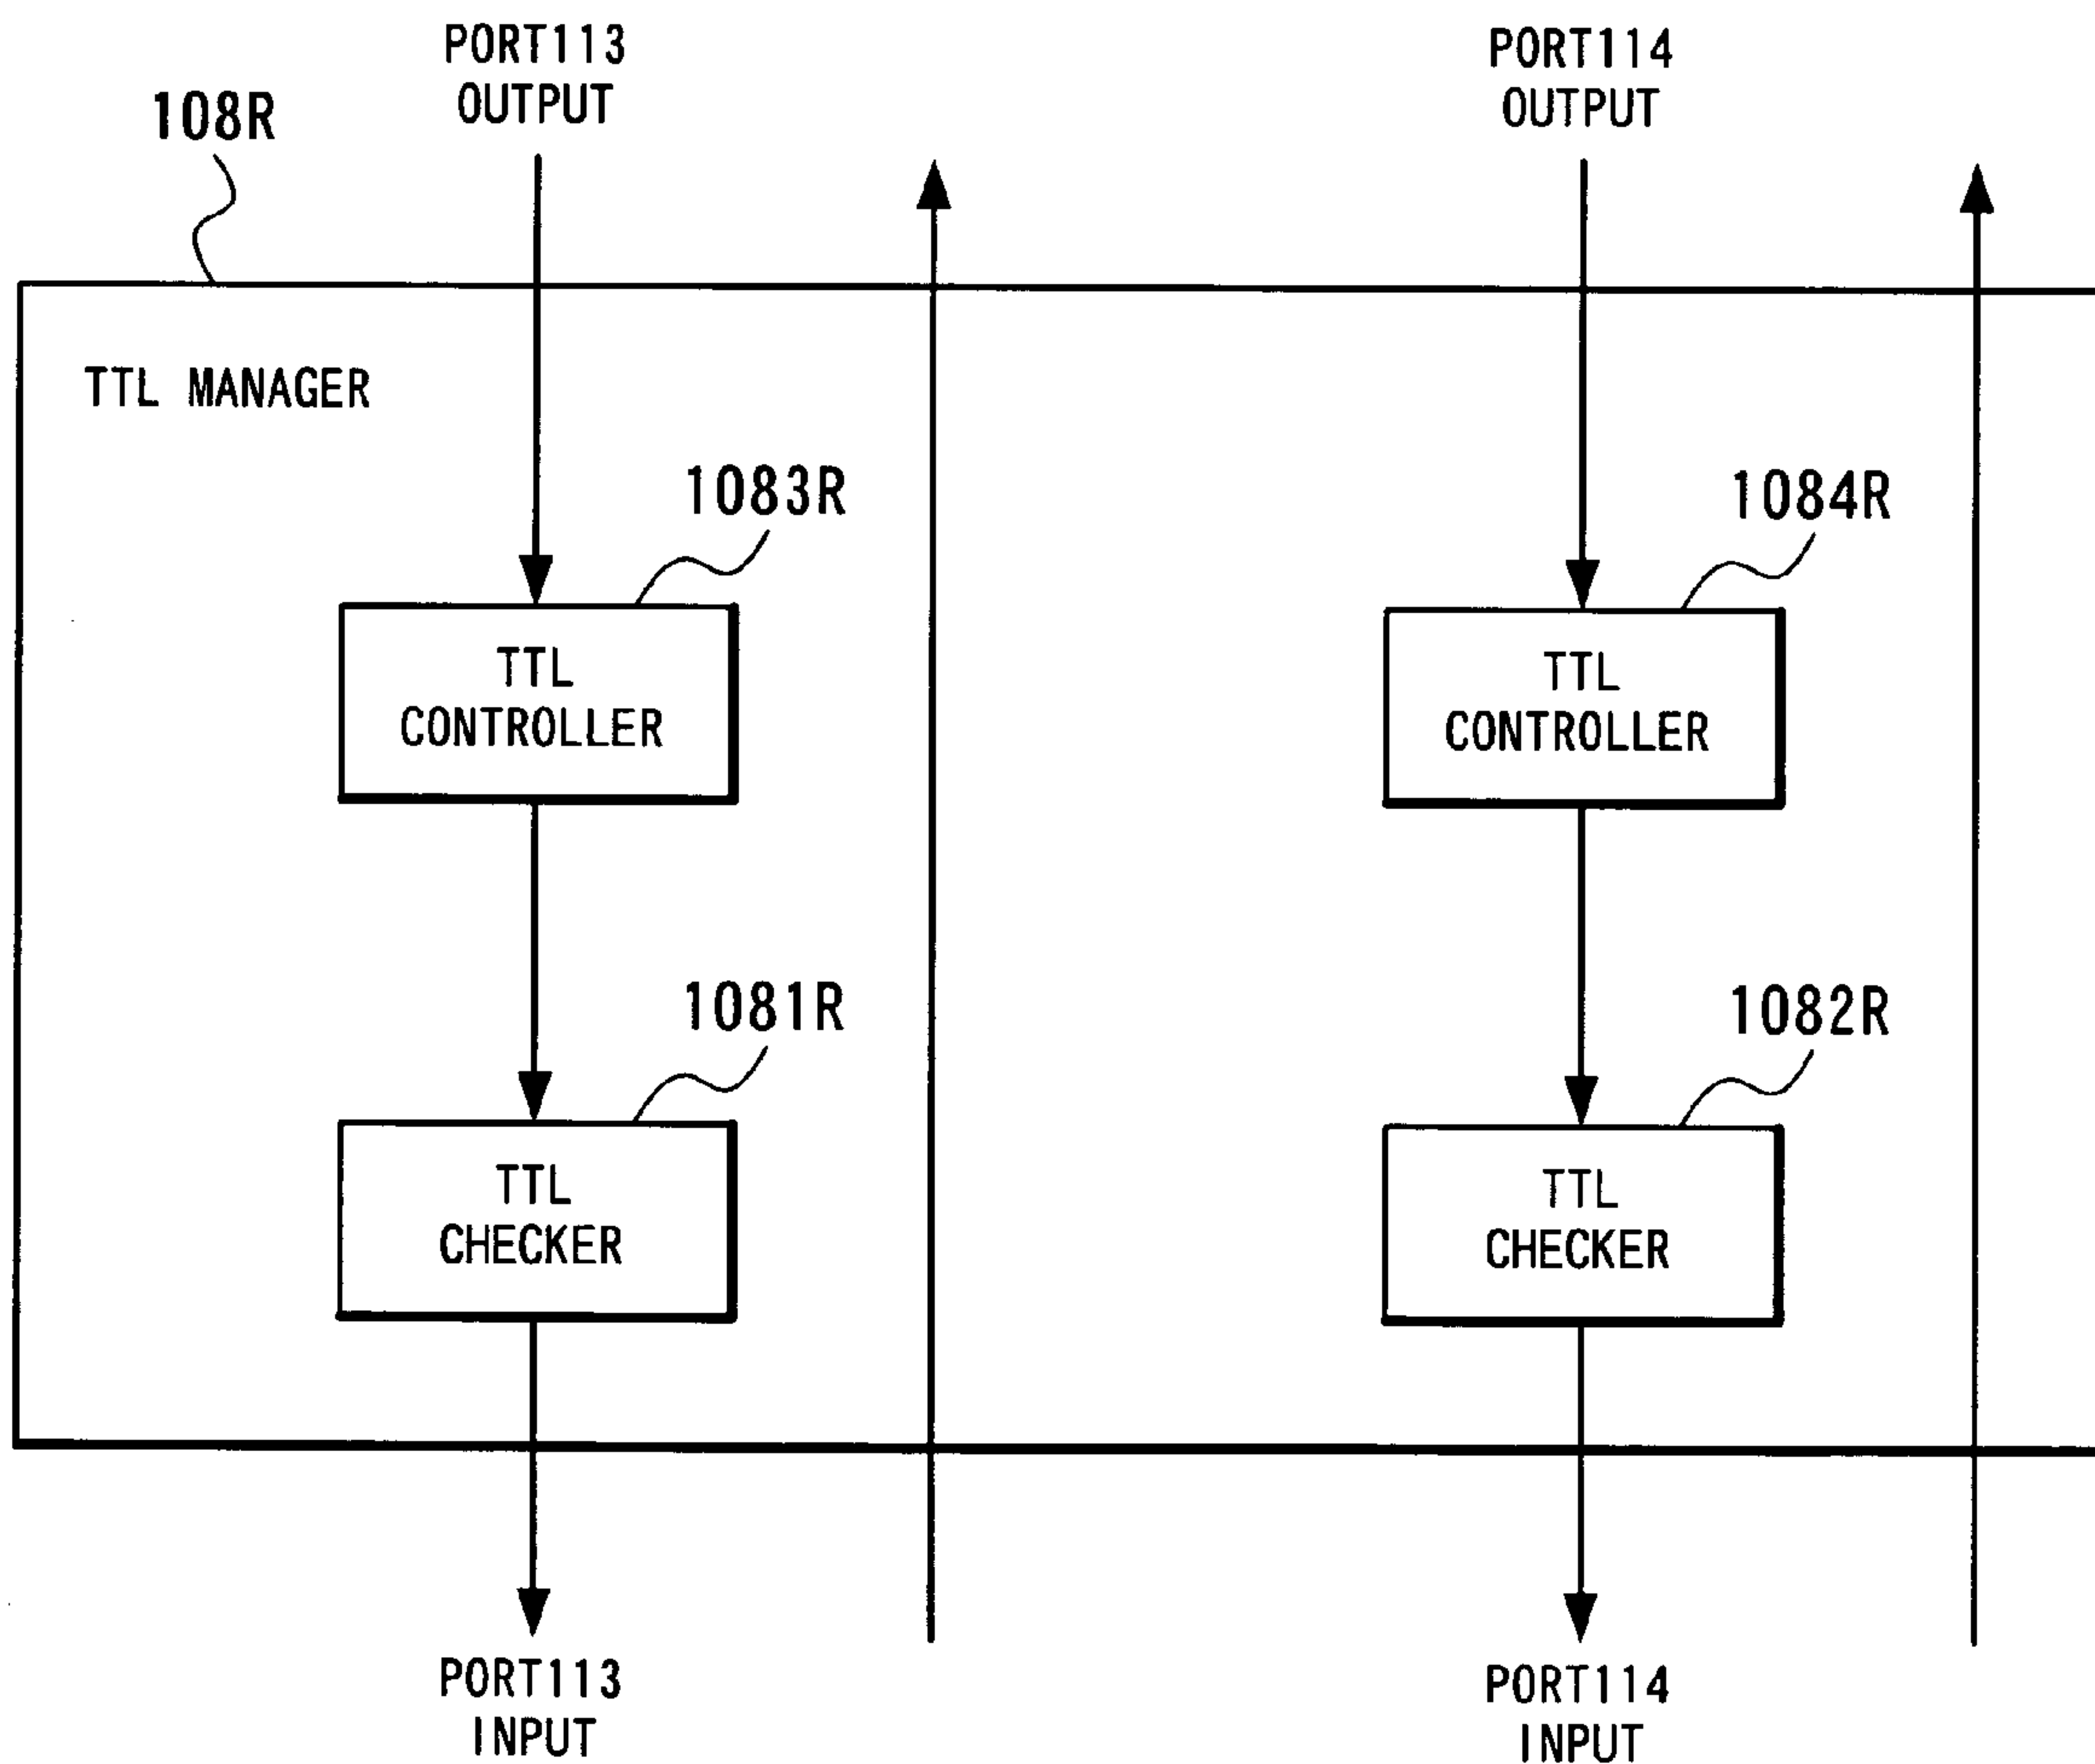 PORT113
OUTPUT
PORT114
OUTPUT
108R
TTL MANAGER
1083R
1084R
TTL
CONTROLLER
TTL
CONTROLLER
1081R
1082R
TTL
CHECKER
TTL
CHECKER
PORT113
INPUT
PORT114
INPUT